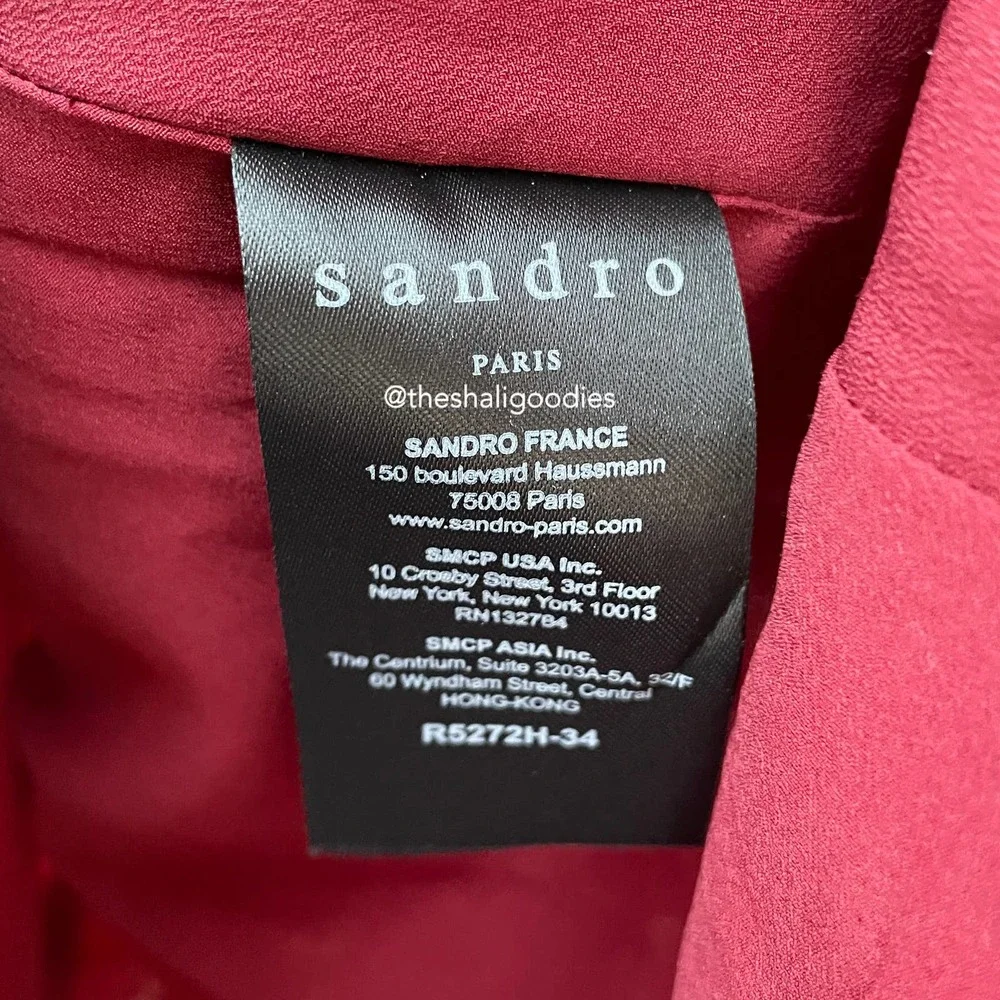 sandro
PARIS
@theshaligoodies
SANDRO FRANCE
150 boulevard Haussmann
75008 Paris
www.sandro-paris.com
SMCP USA Inc.
10 Crosby Street, 3rd Floor
New York, New York 10013
RN132784
SMCP ASIA Inc.
The Centrium, Suite 3203A-5A, 32/F
60 Wyndham Street, Central
HONG-KONG
R5272H-34